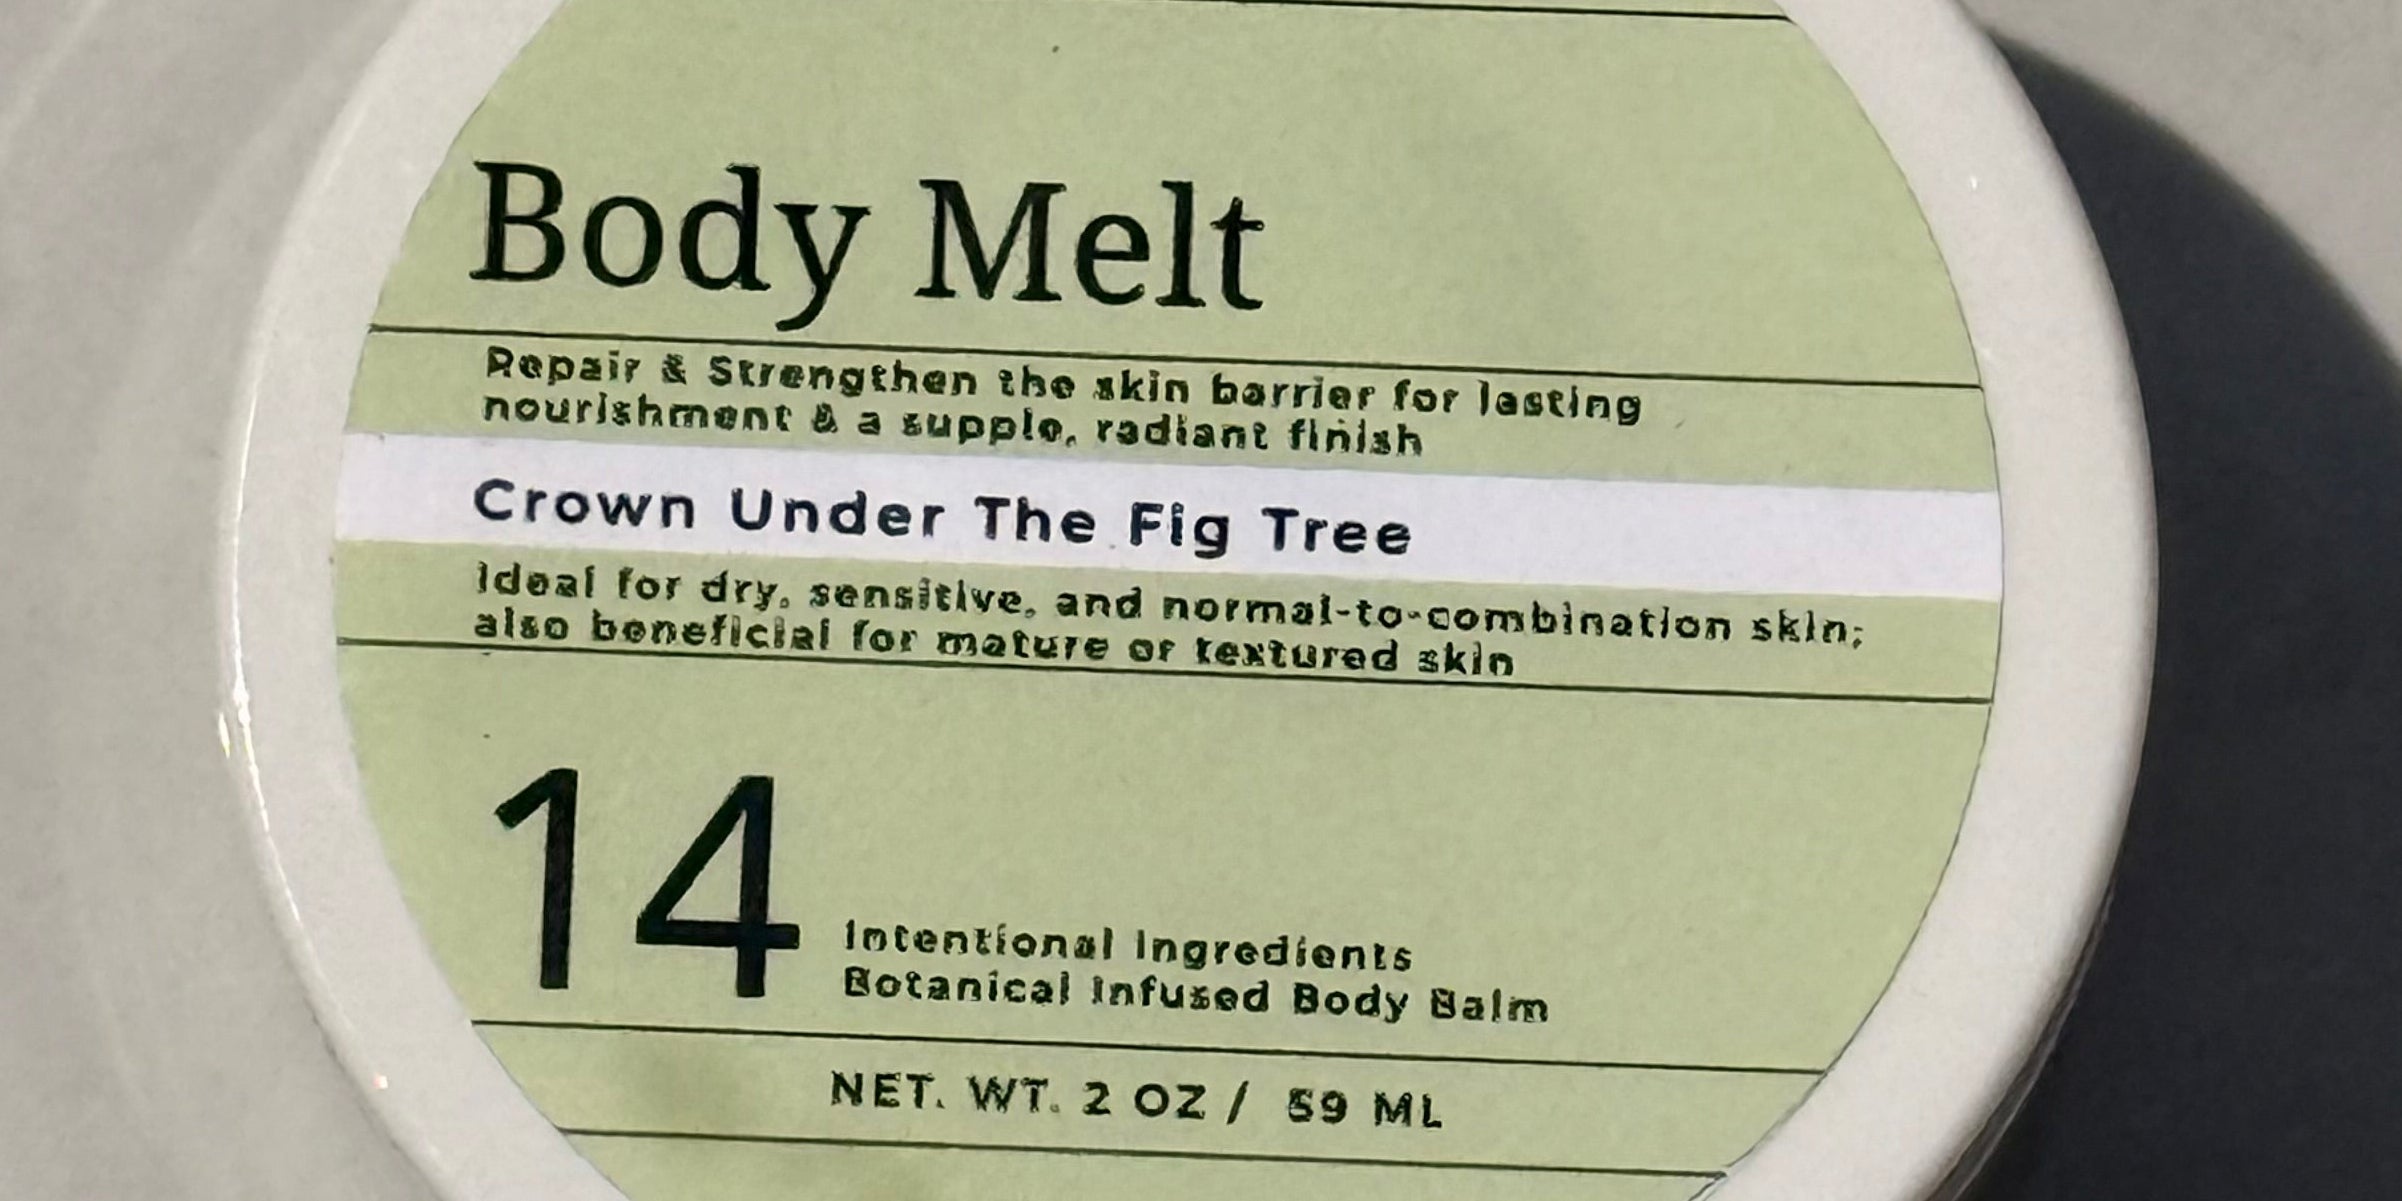 Body Melt
Repair & Strengthen the skin barrier for lasting
nourishment & a supple, radiant finish
Crown Under The Fig Tree
Ideal for dry, sensitive, and normal-to-combination skin;
also beneficial for mature or textured skin
14
Intentional Ingredients
Botanical Infused Body Balm
NET. WT. 2 OZ / 59 ML